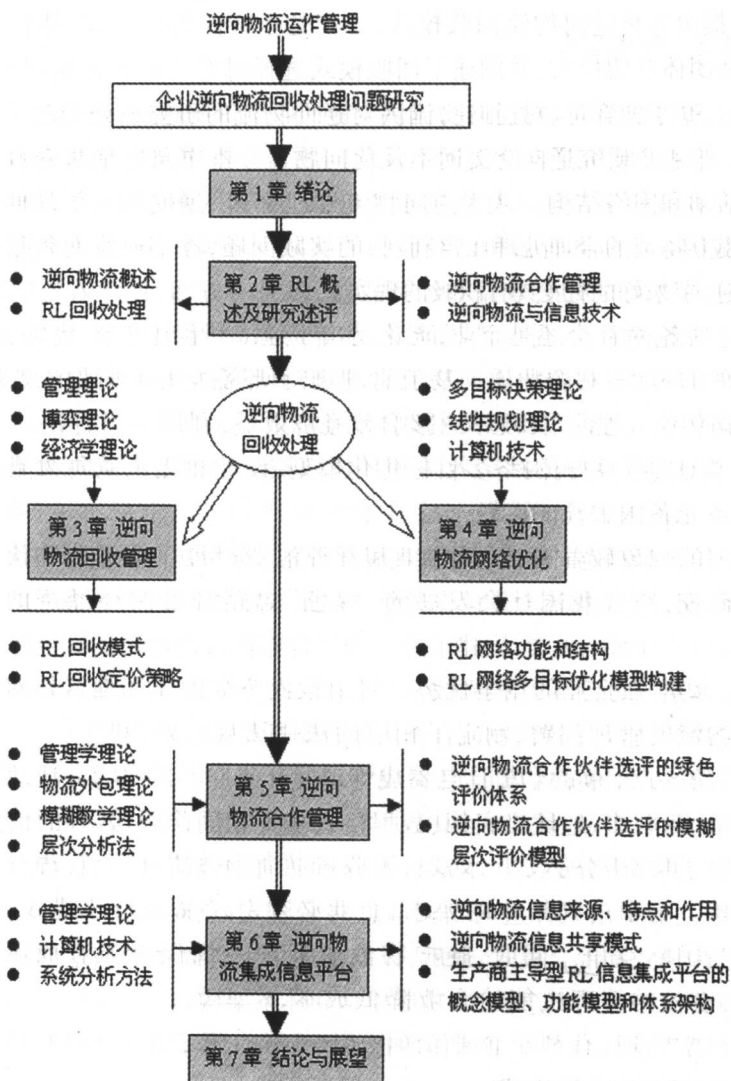 逆向物流运作管理
企业逆向物流回收处理问题研究
第1章 绪论
● 逆向物流概述
● RL 回收处理
第2章 RL 概
述及研究述评
● 逆向物流合作管理
● 逆向物流与信息技术
● 管理理论
● 博弈理论
● 经济学理论
逆向物流
回收处理
● 多目标决策理论
● 线性规划理论
● 计算机技术
第3章 逆向
物流回收管理
第4章 逆向
物流网络优化
● RL 回收模式
● RL 回收定价策略
● RL 网络功能和结构
● RL 网络多目标优化模型构建
● 管理学理论
● 物流外包理论
● 模糊数学理论
● 层次分析法
第5章 逆向
物流合作管理
● 逆向物流合作伙伴选评的绿色
评价体系
● 逆向物流合作伙伴选评的模糊
层次评价模型
● 管理学理论
● 计算机技术
● 系统分析方法
第6章 逆向物
流集成信息平台
● 逆向物流信息来源、特点和作用
● 逆向物流信息共享模式
● 生产商主导型 RL 信息集成平台的
概念模型、功能模型和体系架构
第7章 结论与展望